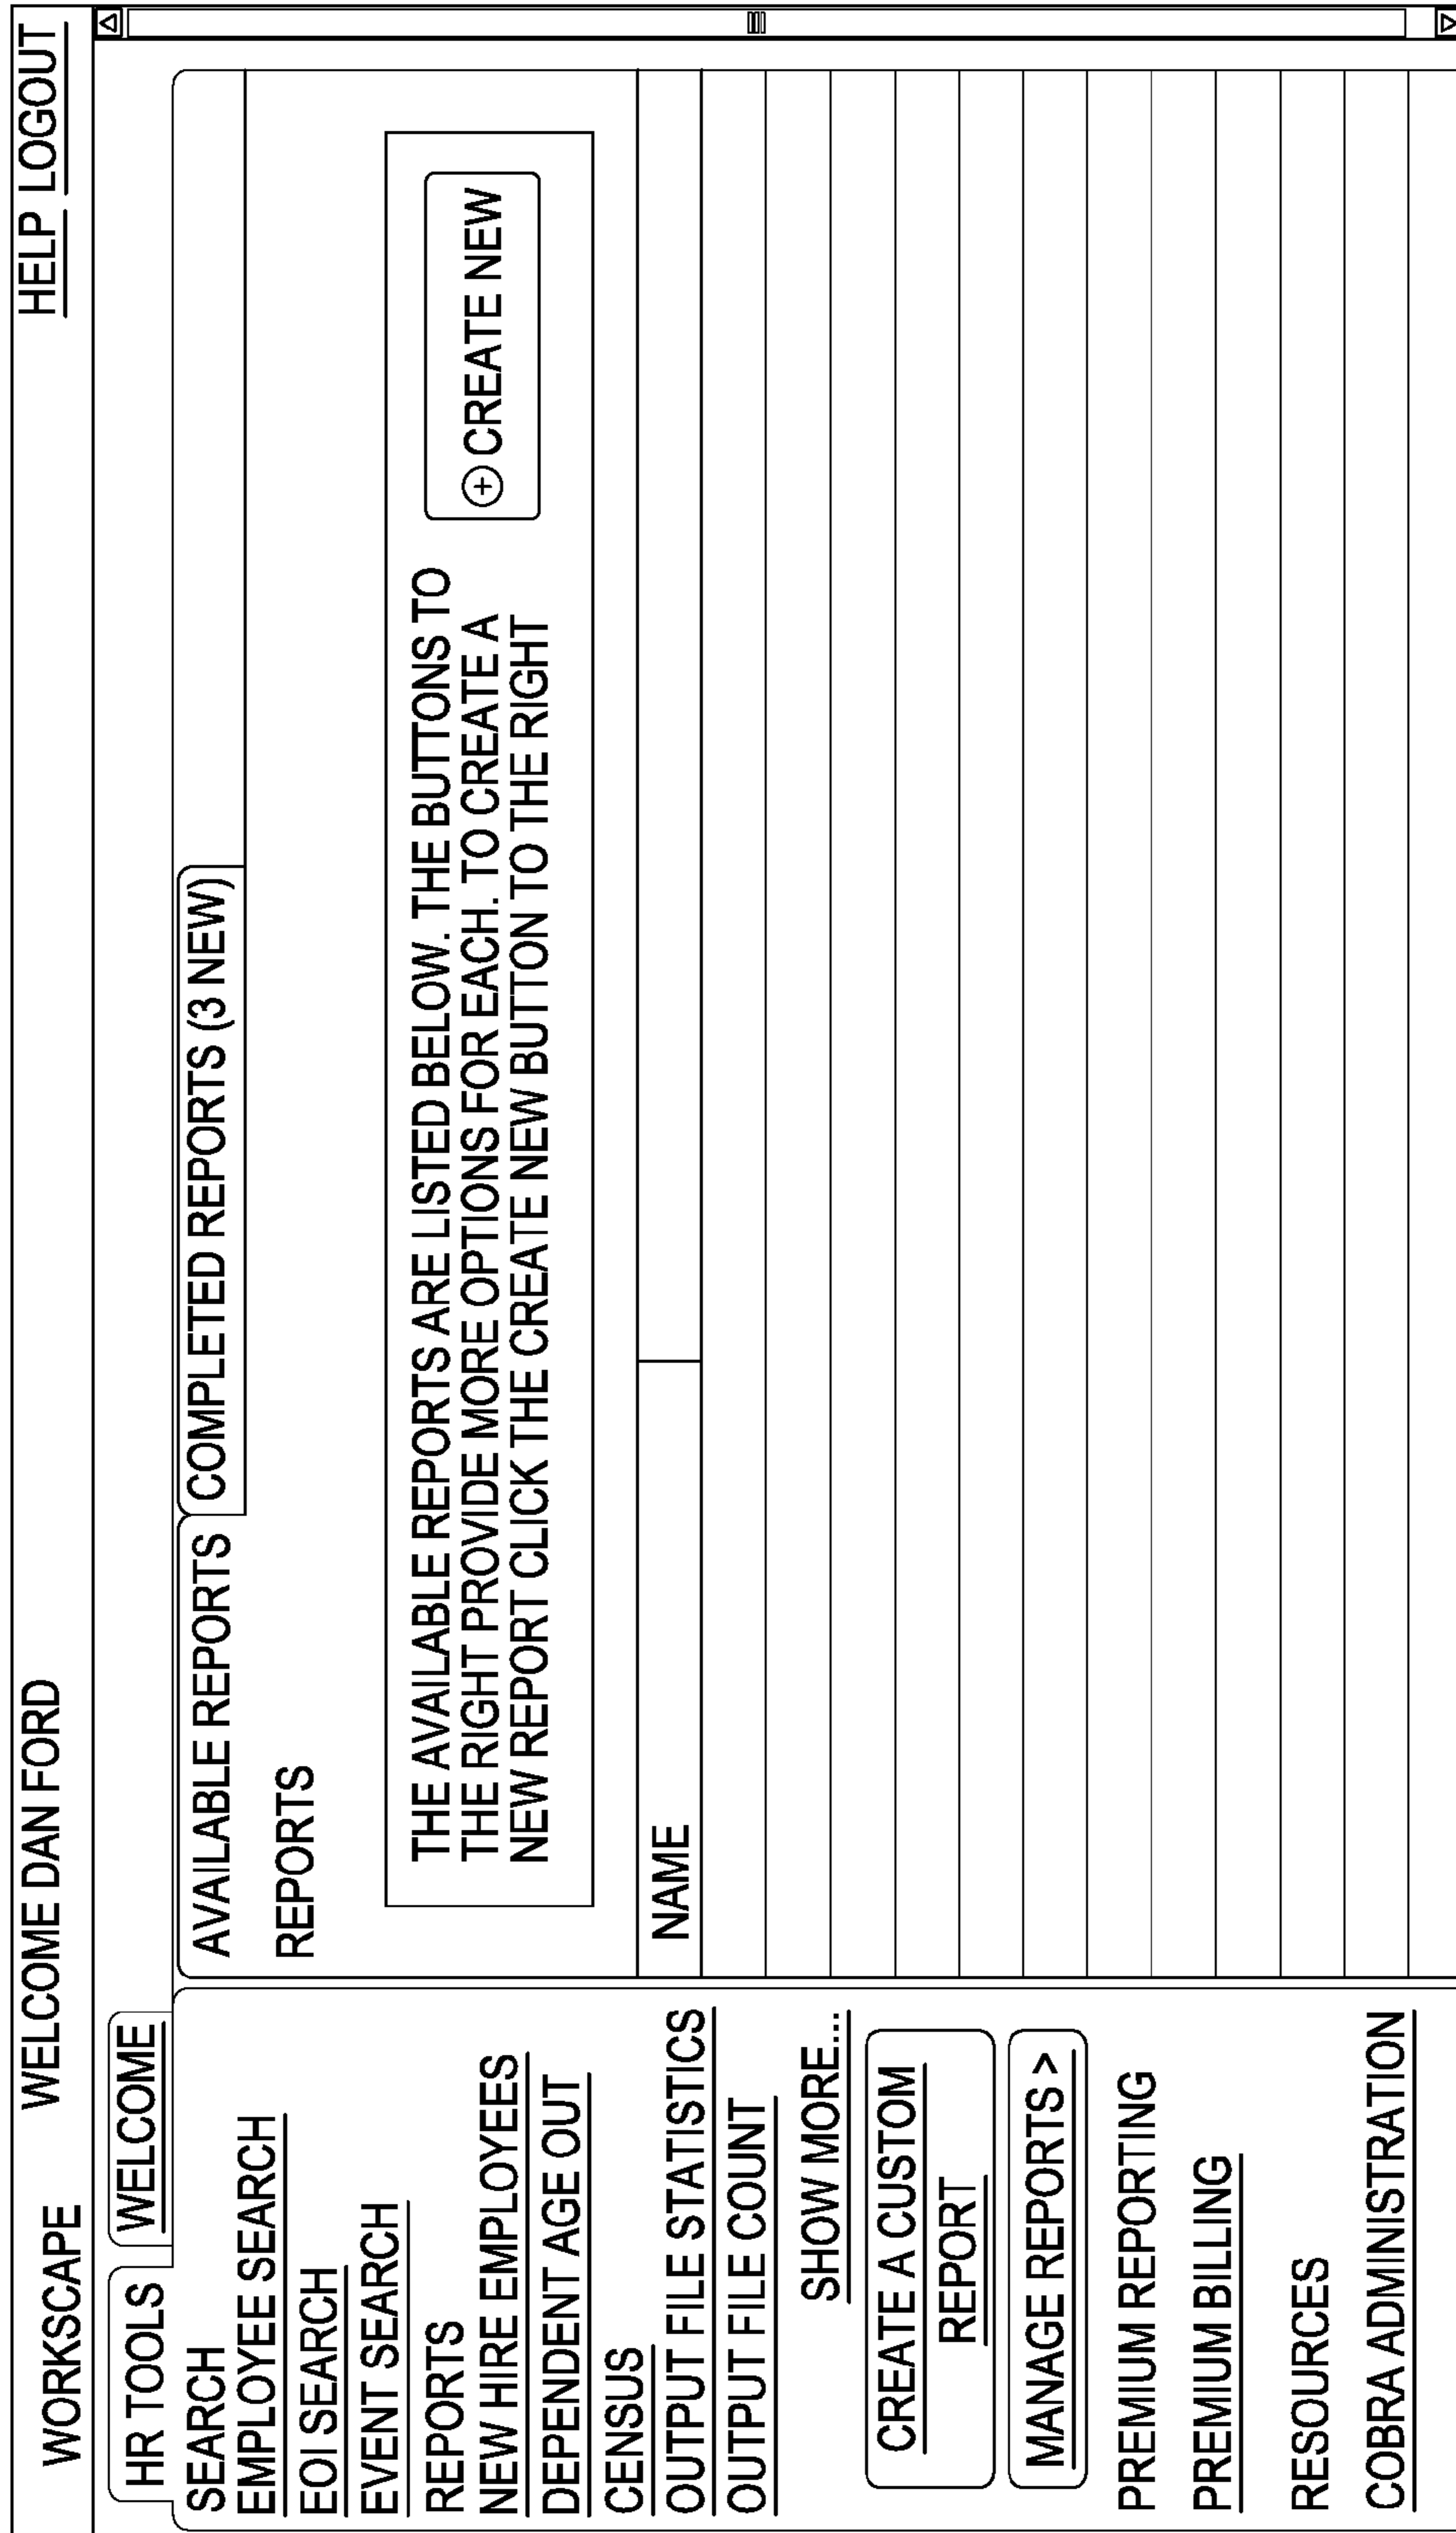 WORKSCAPE
WELCOME DAN FORD
HELP LOGOUT
HR TOOLS
WELCOME
SEARCH
EMPLOYEE SEARCH
EOI SEARCH
EVENT SEARCH
REPORTS
NEW HIRE EMPLOYEES
DEPENDENT AGE OUT
CENSUS
OUTPUT FILE STATISTICS
OUTPUT FILE COUNT
SHOW MORE...
CREATE A CUSTOM
REPORT
MANAGE REPORTS >
PREMIUM REPORTING
PREMIUM BILLING
RESOURCES
COBRA ADMINISTRATION
AVAILABLE REPORTS
COMPLETED REPORTS (3 NEW)
REPORTS
THE AVAILABLE REPORTS ARE LISTED BELOW. THE BUTTONS TO
THE RIGHT PROVIDE MORE OPTIONS FOR EACH. TO CREATE A
NEW REPORT CLICK THE CREATE NEW BUTTON TO THE RIGHT
+ CREATE NEW
NAME